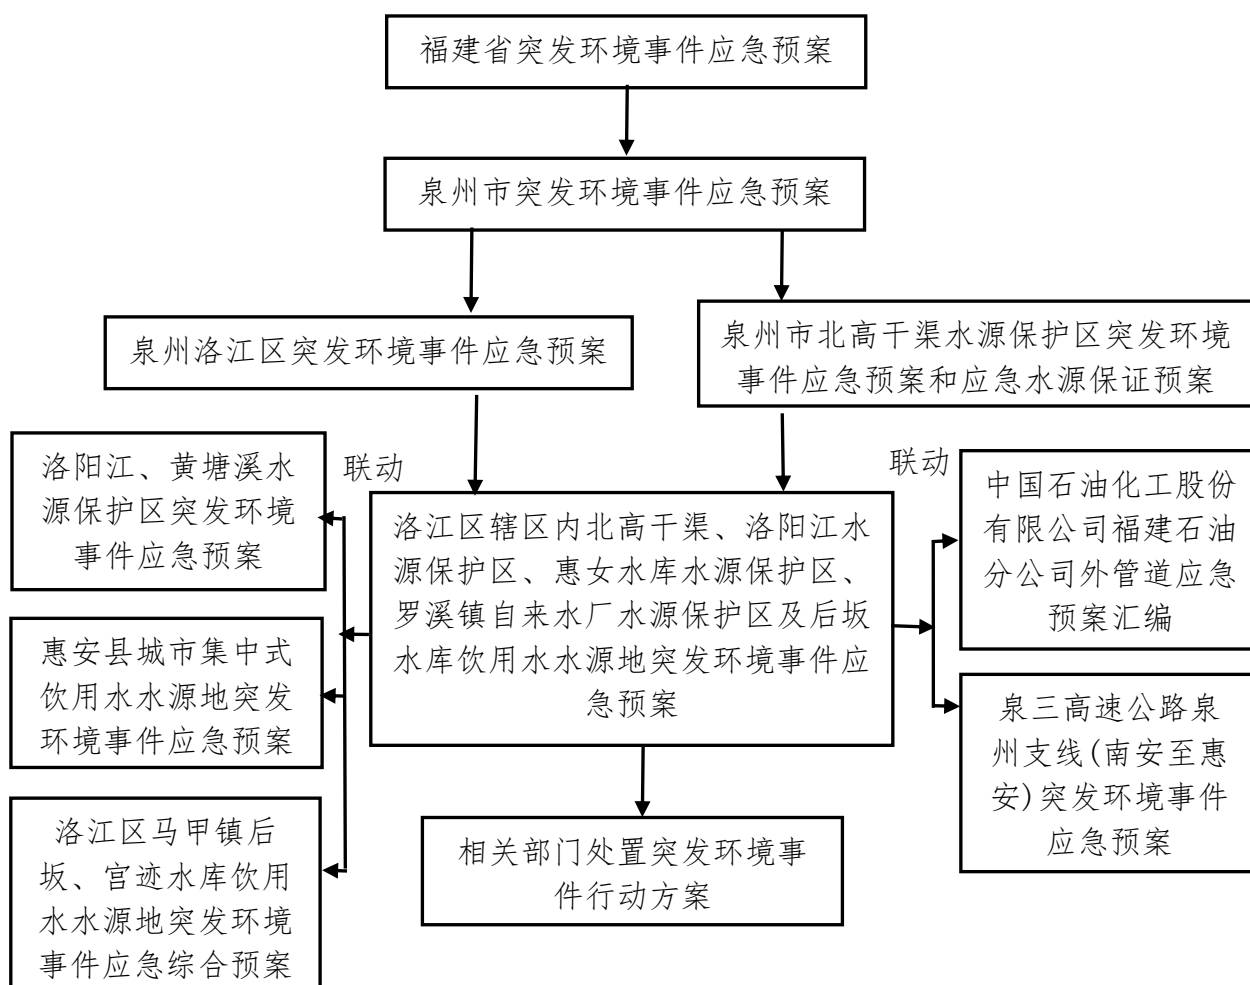 福建省突发环境事件应急预案
泉州市突发环境事件应急预案
泉州洛江区突发环境事件应急预案
泉州市北高干渠水源保护区突发环境
事件应急预案和应急水源保证预案
洛阳江、黄塘溪水
源保护区突发环境
事件应急预案
联动
洛江区辖区内北高干渠、洛阳江水
源保护区、惠女水库水源保护区、
罗溪镇自来水厂水源保护区及后坂
水库饮用水水源地突发环境事件应
急预案
联动
中国石油化工股份
有限公司福建石油
分公司外管道应急
预案汇编
惠安县城市集中式
饮用水水源地突发
环境事件应急预案
泉三高速公路泉
州支线(南安至惠
安)突发环境事件
应急预案
洛江区马甲镇后
坂、宫迹水库饮用
水水源地突发环境
事件应急综合预案
相关部门处置突发环境事
件行动方案